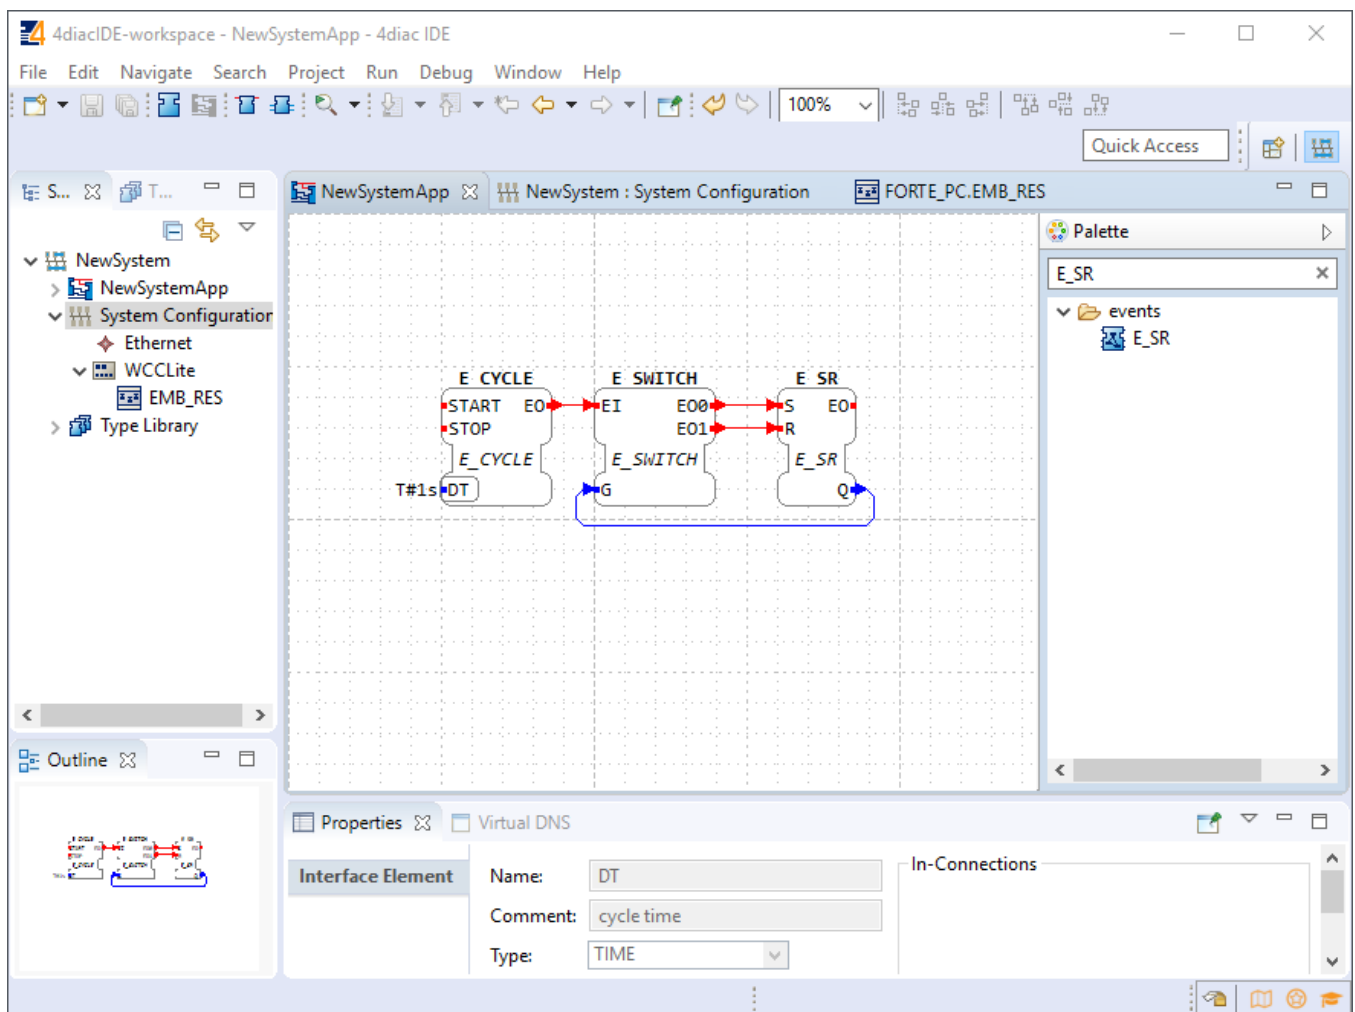 4diacIDE-workspace - NewSystemApp - 4diac IDE
File Edit Navigate Search Project Run Debug Window Help
100%
Quick Access
S... T...
NewSystemApp NewSystem : System Configuration FORTE_PC.EMB_RES
NewSystem
NewSystemApp
System Configuration
Ethernet
WCCLite
EMB_RES
Type Library
E_CYCLE E_SWITCH E_SR
START EO EI EO0 S EO
STOP EO1 R
E_CYCLE E_SWITCH E_SR
T#1s DT G Q
Palette
E_SR
events
E_SR
Outline
Properties Virtual DNS
Interface Element
Name: DT
Comment: cycle time
Type: TIME
In-Connections